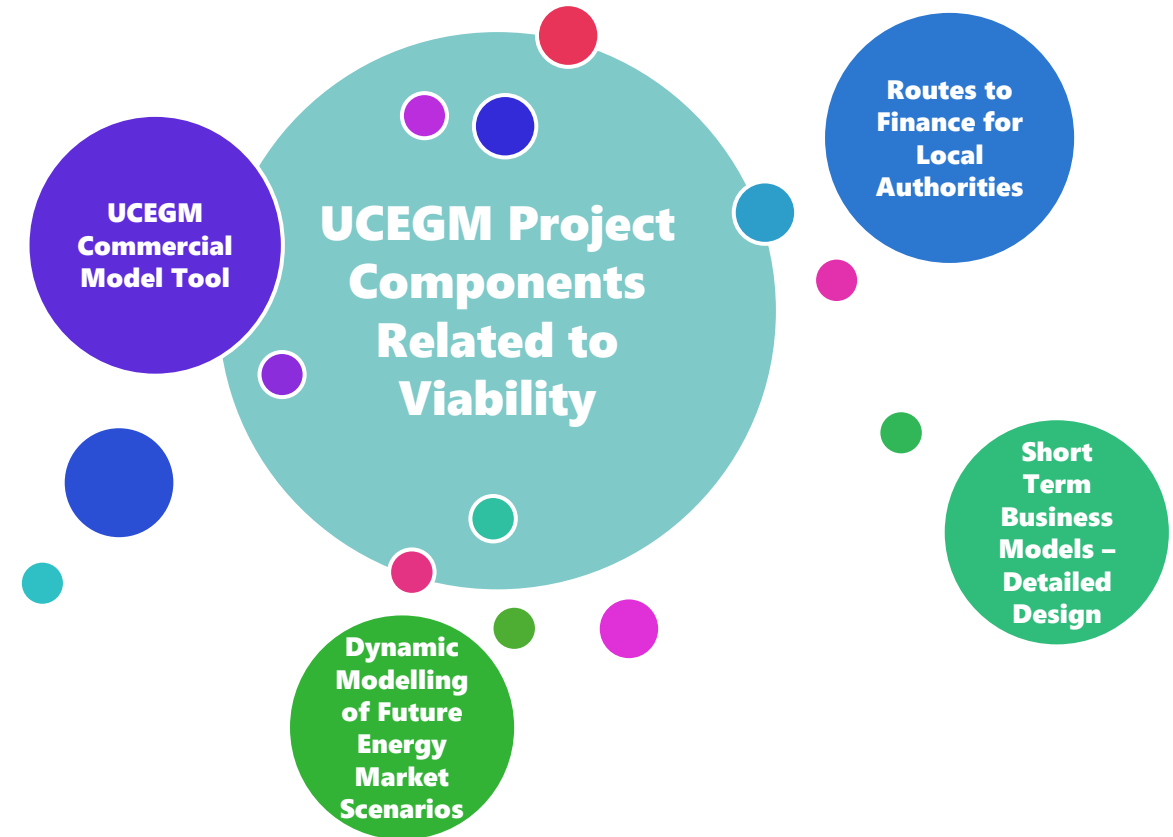 UCEGM Project
Components
Related to
Viability
UCEGM
Commercial
Model Tool
Routes to
Finance for
Local
Authorities
Short
Term
Business
Models –
Detailed
Design
Dynamic
Modelling
of Future
Energy
Market
Scenarios